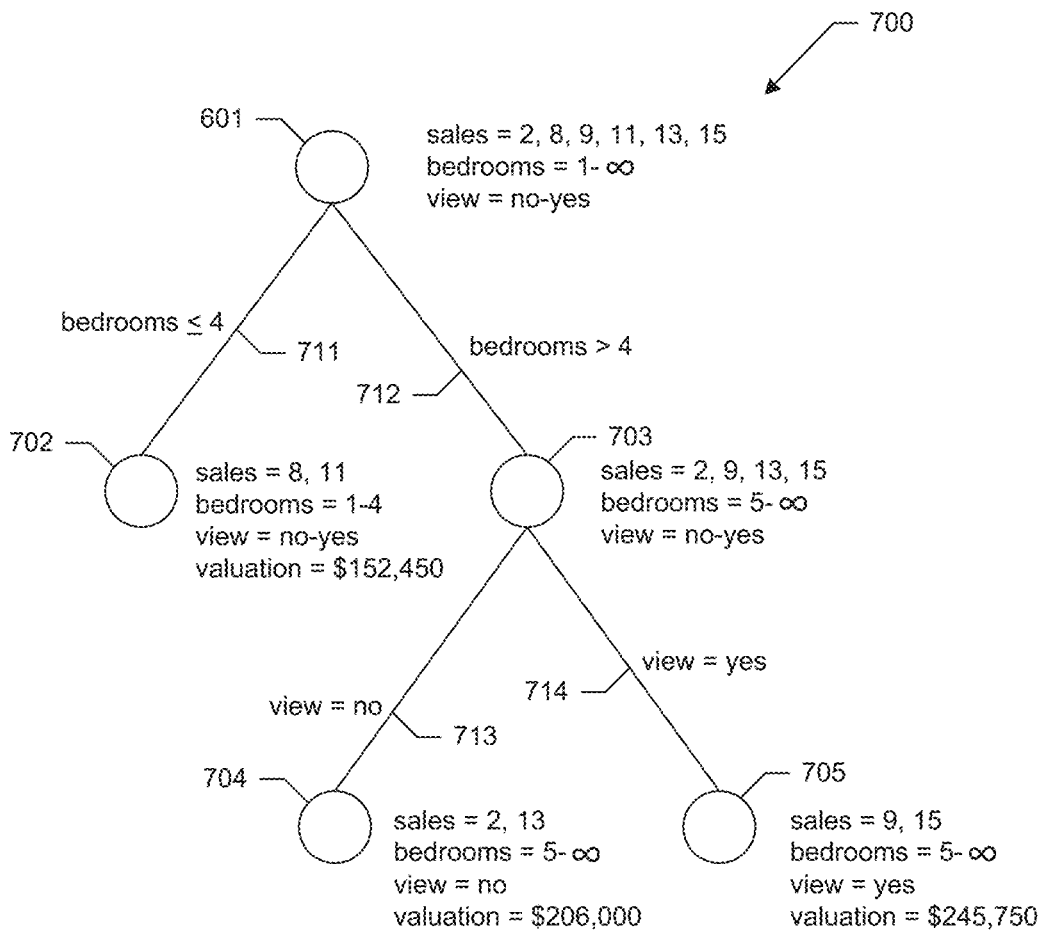 700
601
sales = 2, 8, 9, 11, 13, 15
bedrooms = 1-∞
view = no-yes
bedrooms ≤ 4
711
bedrooms > 4
712
702
sales = 8, 11
bedrooms = 1-4
view = no-yes
valuation = $152,450
703
sales = 2, 9, 13, 15
bedrooms = 5-∞
view = no-yes
view = no
713
view = yes
714
704
sales = 2, 13
bedrooms = 5-∞
view = no
valuation = $206,000
705
sales = 9, 15
bedrooms = 5-∞
view = yes
valuation = $245,750